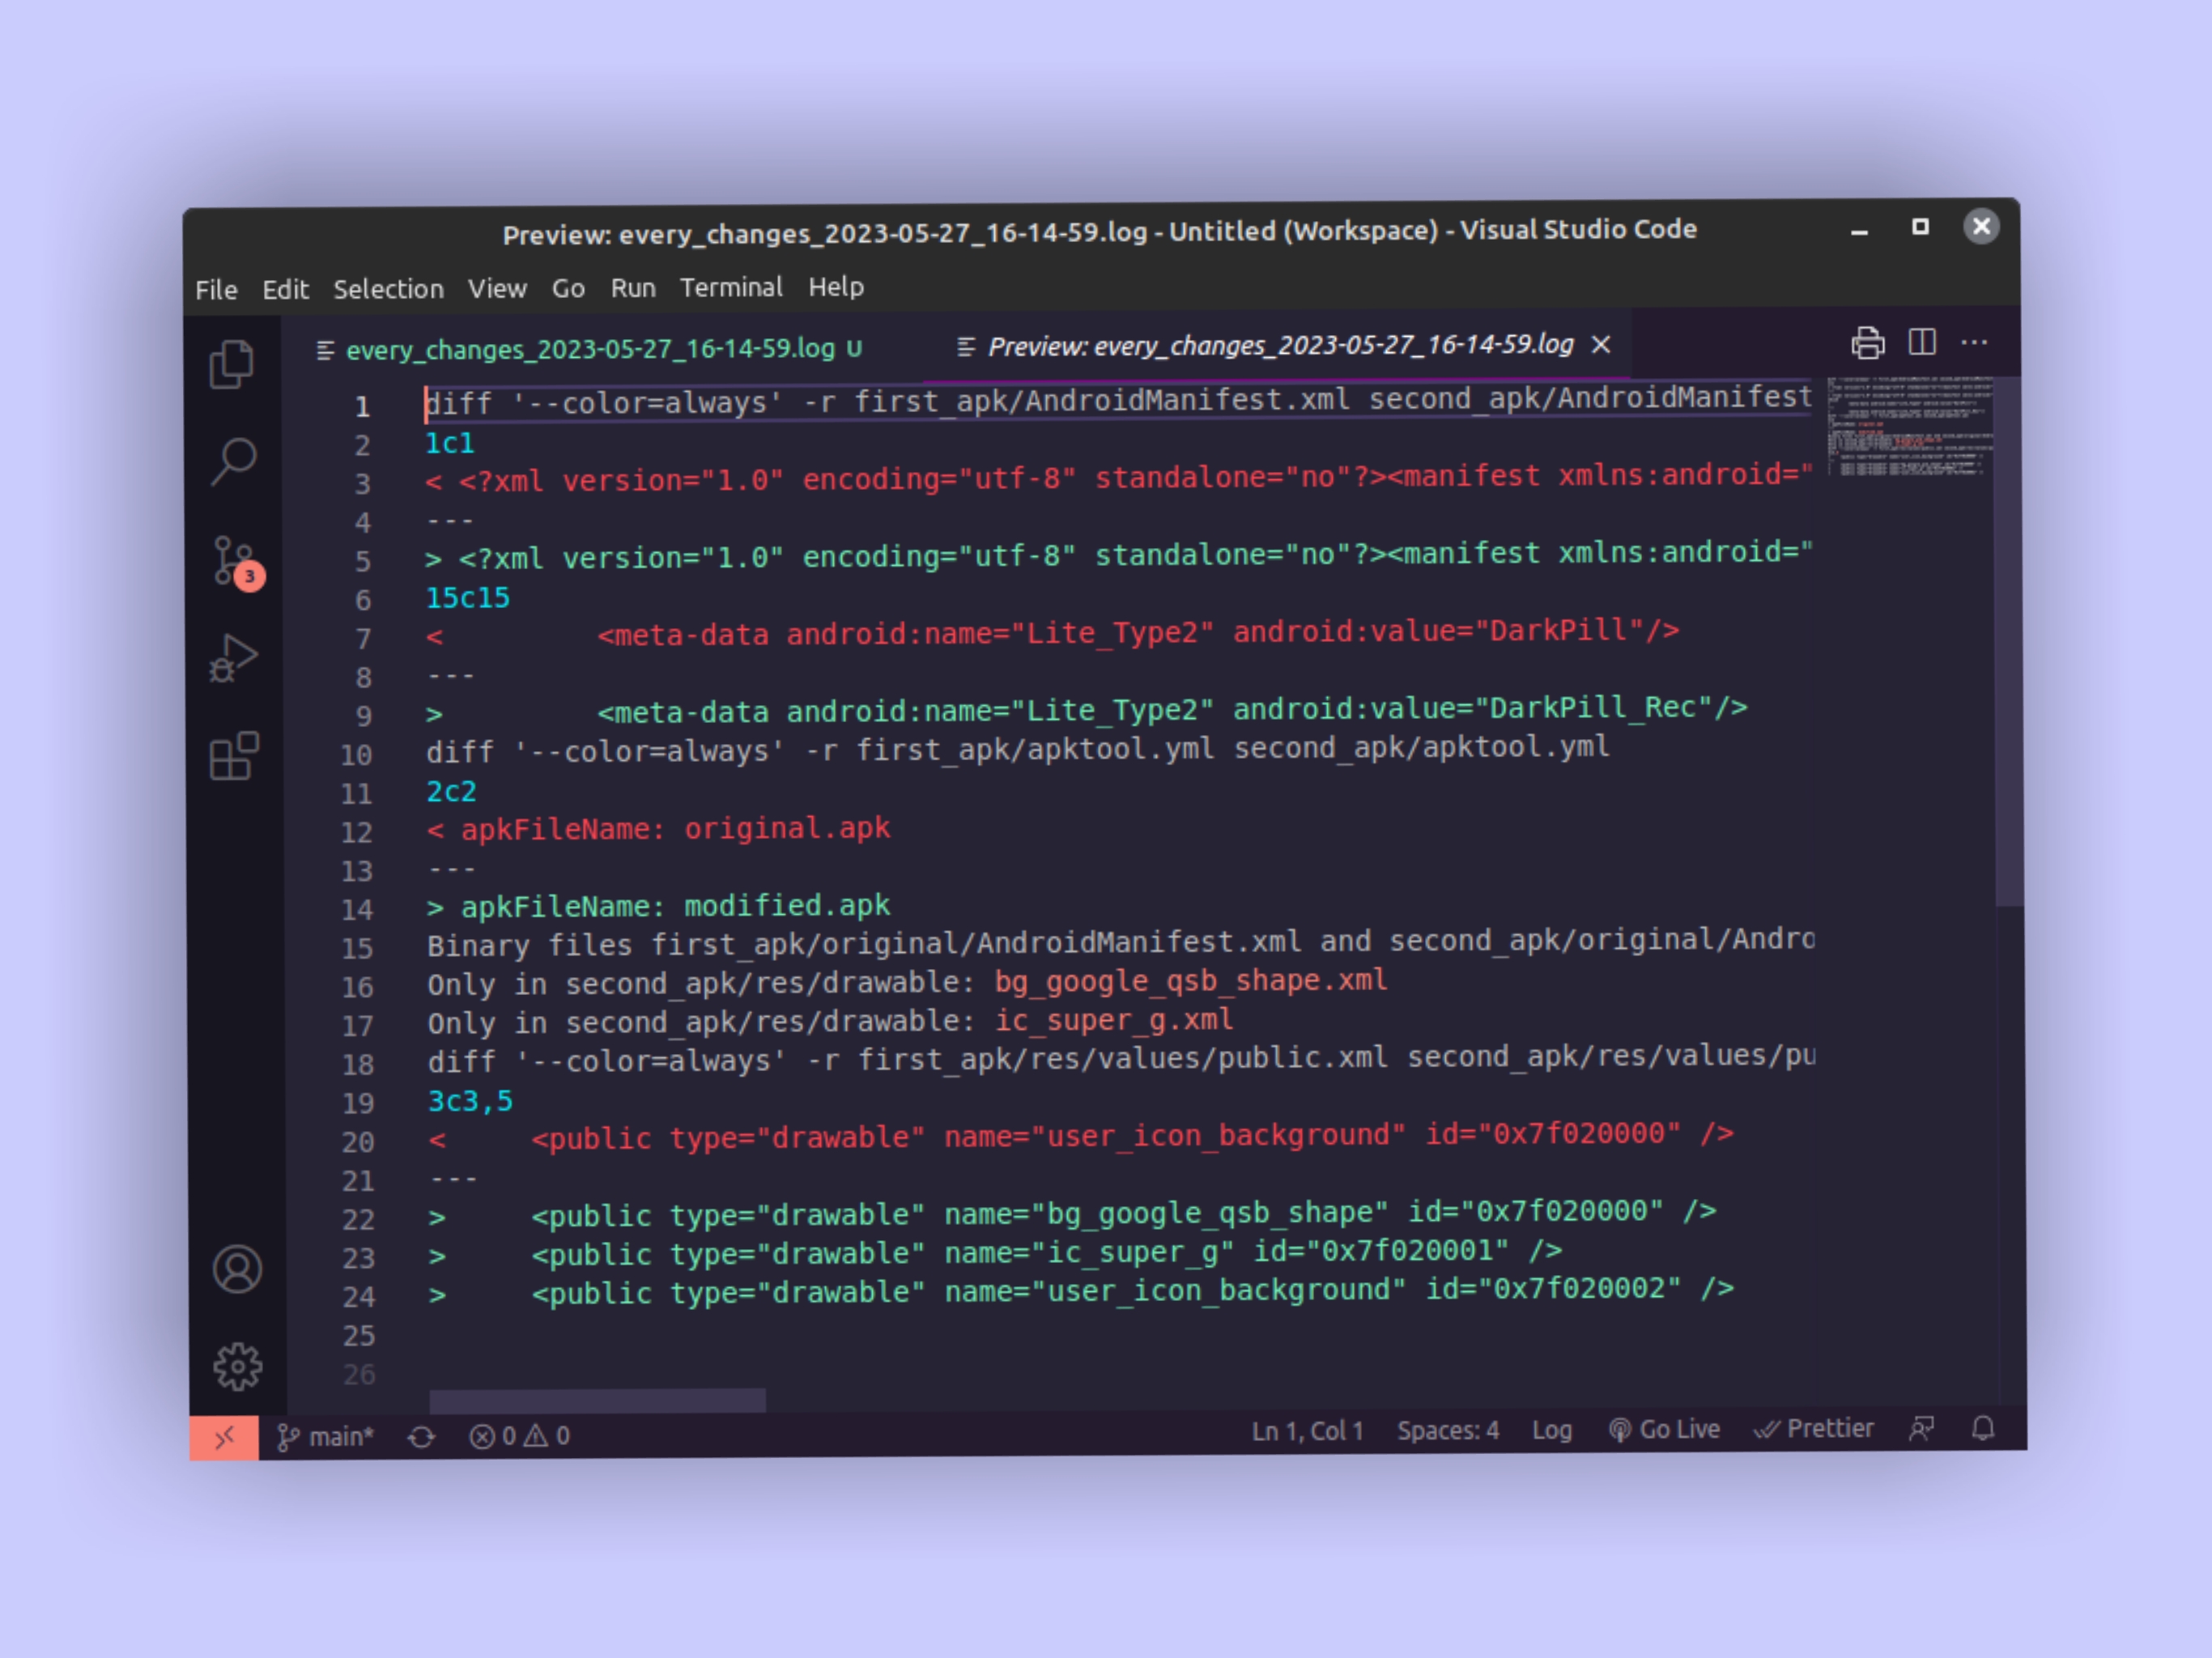 Preview: every_changes_2023-05-27_16-14-59.log - Untitled (Workspace) - Visual Studio Code
File Edit Selection View Go Run Terminal Help
every_changes_2023-05-27_16-14-59.log U
Preview: every_changes_2023-05-27_16-14-59.log
1 diff '--color=always' -r first_apk/AndroidManifest.xml second_apk/AndroidManifest
2 1c1
3 < <?xml version="1.0" encoding="utf-8" standalone="no"?><manifest xmlns:android="
4 ---
5 > <?xml version="1.0" encoding="utf-8" standalone="no"?><manifest xmlns:android="
6 15c15
7 <         <meta-data android:name="Lite_Type2" android:value="DarkPill"/>
8 ---
9 >         <meta-data android:name="Lite_Type2" android:value="DarkPill_Rec"/>
10 diff '--color=always' -r first_apk/apktool.yml second_apk/apktool.yml
11 2c2
12 < apkFileName: original.apk
13 ---
14 > apkFileName: modified.apk
15 Binary files first_apk/original/AndroidManifest.xml and second_apk/original/Andro
16 Only in second_apk/res/drawable: bg_google_qsb_shape.xml
17 Only in second_apk/res/drawable: ic_super_g.xml
18 diff '--color=always' -r first_apk/res/values/public.xml second_apk/res/values/pu
19 3c3,5
20 <     <public type="drawable" name="user_icon_background" id="0x7f020000" />
21 ---
22 >     <public type="drawable" name="bg_google_qsb_shape" id="0x7f020000" />
23 >     <public type="drawable" name="ic_super_g" id="0x7f020001" />
24 >     <public type="drawable" name="user_icon_background" id="0x7f020002" />
25
26
3
main* 0 0 Ln 1, Col 1 Spaces: 4 Log Go Live Prettier